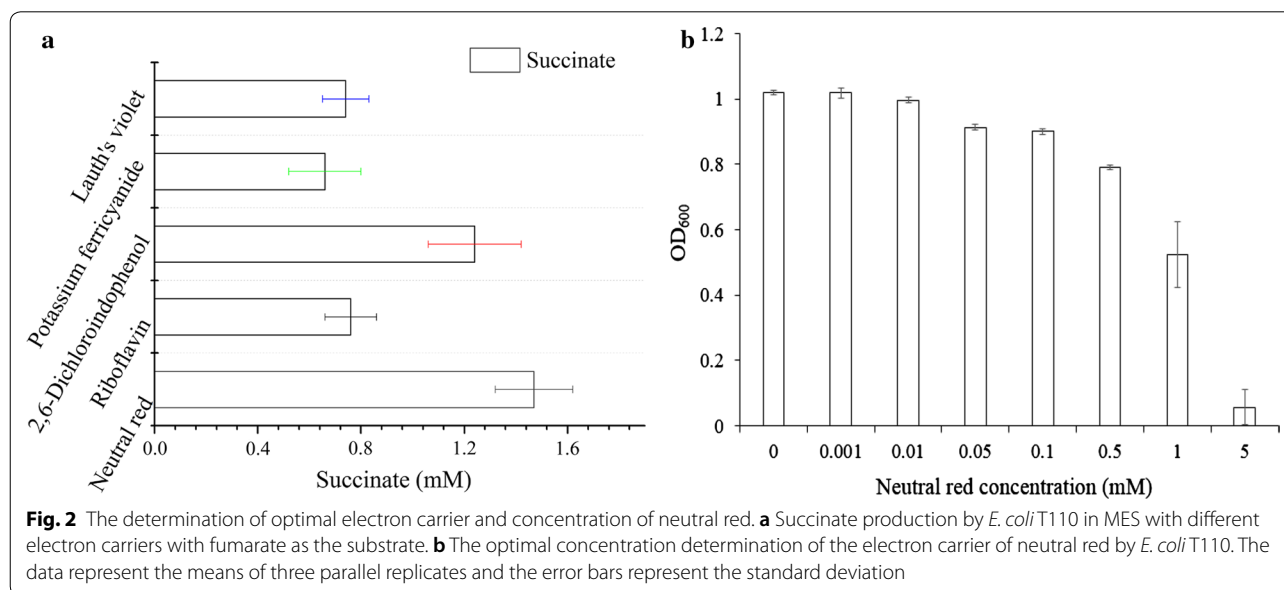 a
Succinate
Lauth's violet
Potassium ferricyanide
2,6-Dichloroindophenol
Riboflavin
Neutral red
0.0 0.4 0.8 1.2 1.6
Succinate (mM)
b
1.2
1
0.8
0.6
0.4
0.2
0
OD600
0 0.001 0.01 0.05 0.1 0.5 1 5
Neutral red concentration (mM)
Fig. 2 The determination of optimal electron carrier and concentration of neutral red. a Succinate production by E. coli T110 in MES with different
electron carriers with fumarate as the substrate. b The optimal concentration determination of the electron carrier of neutral red by E. coli T110. The
data represent the means of three parallel replicates and the error bars represent the standard deviation